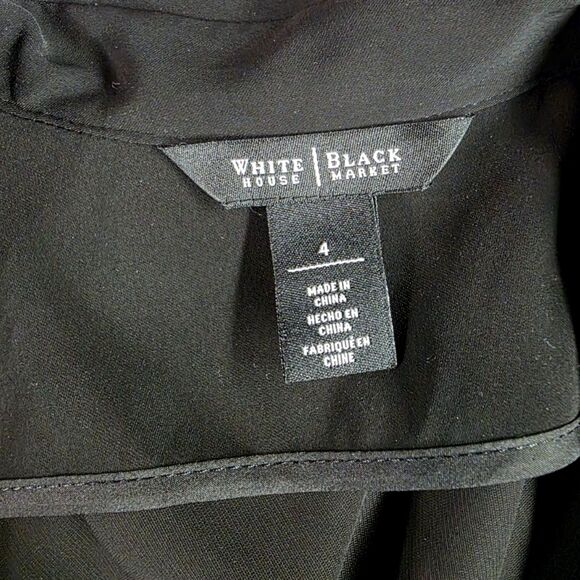 WHITE | BLACK
HOUSE | MARKET
4
MADE IN
CHINA
HECHO EN
CHINA
FABRIQUÉ EN
CHINE